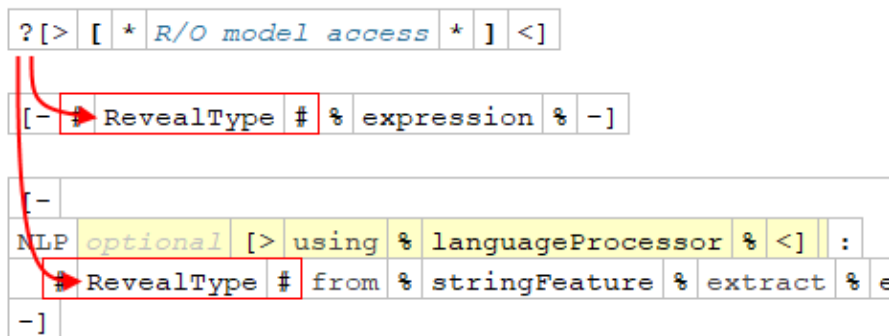 ?[> [ * R/O model access * ] <]
[- # RevealType # % expression % -]
[-
NLP optional [> using % languageProcessor % <] :
# RevealType # from % stringFeature % extract % e
-]